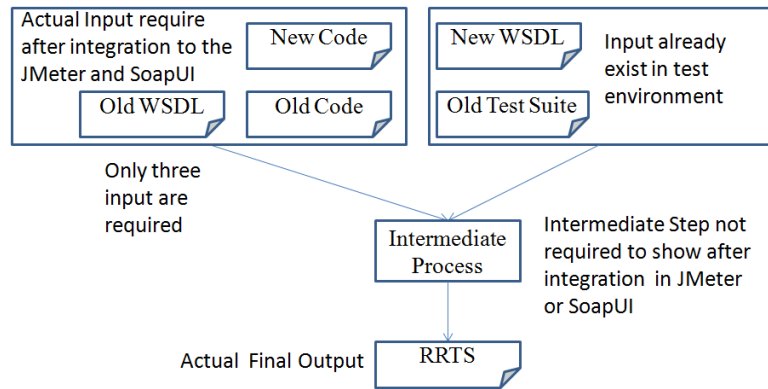 Actual Input require
after integration to the
JMeter and SoapUI
New Code
Old WSDL
Old Code
New WSDL
Old Test Suite
Input already
exist in test
environment
Only three
input are
required
Intermediate
Process
Intermediate Step not
required to show after
integration in JMeter
or SoapUI
Actual Final Output
RRTS